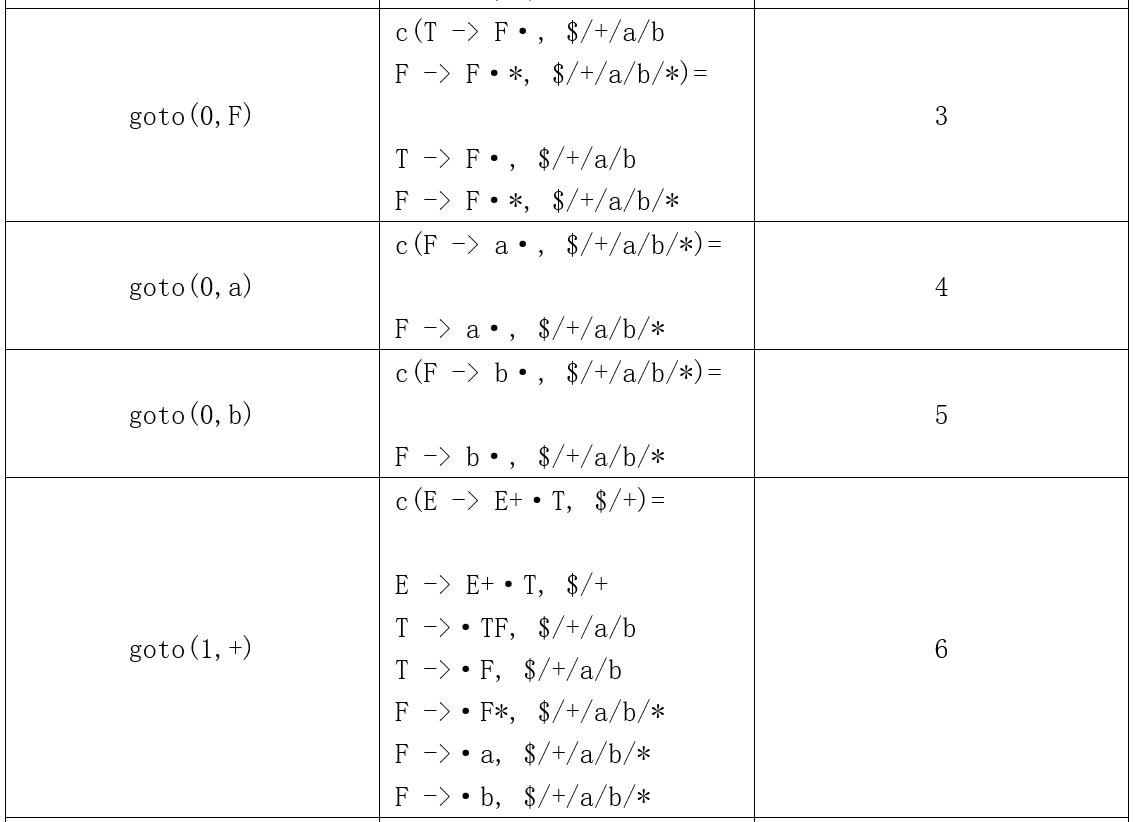 goto(0,F)
c(T -> F•, $/+/a/b
F -> F•*, $/+/a/b/*)=
T -> F•, $/+/a/b
F -> F•*, $/+/a/b/*
3
goto(0,a)
c(F -> a•, $/+/a/b/*)=
F -> a•, $/+/a/b/*
4
goto(0,b)
c(F -> b•, $/+/a/b/*)=
F -> b•, $/+/a/b/*
5
goto(1,+)
c(E -> E+•T, $/+)=
E -> E+•T, $/+
T ->•TF, $/+/a/b
T ->•F, $/+/a/b
F ->•F*, $/+/a/b/*
F ->•a, $/+/a/b/*
F ->•b, $/+/a/b/*
6